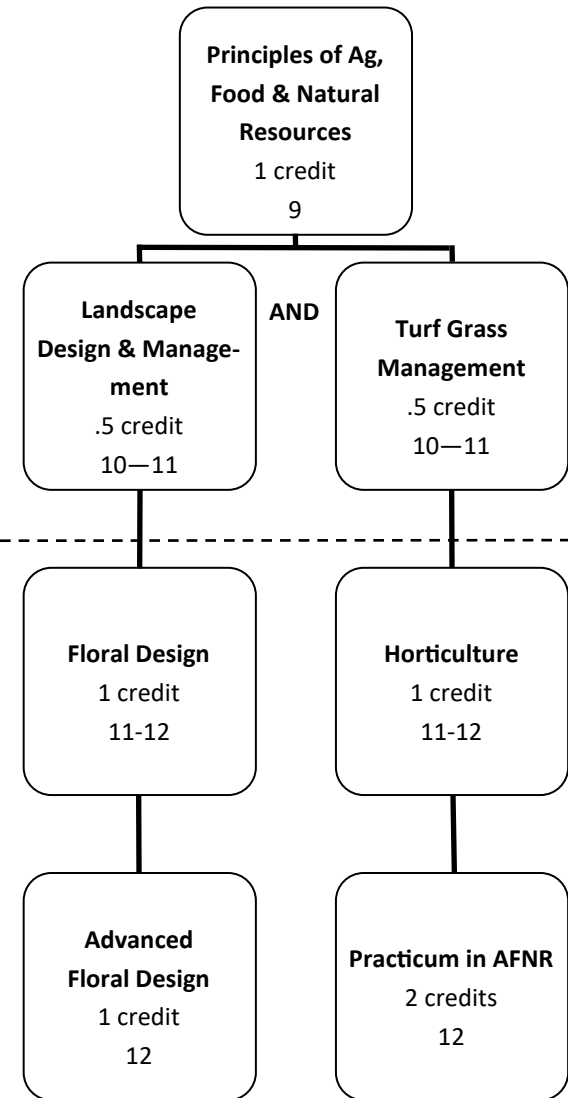 Principles of Ag,
Food & Natural
Resources
1 credit
9
Landscape
Design & Manage-
ment
.5 credit
10—11
AND
Turf Grass
Management
.5 credit
10—11
Floral Design
1 credit
11-12
Horticulture
1 credit
11-12
Advanced
Floral Design
1 credit
12
Practicum in AFNR
2 credits
12